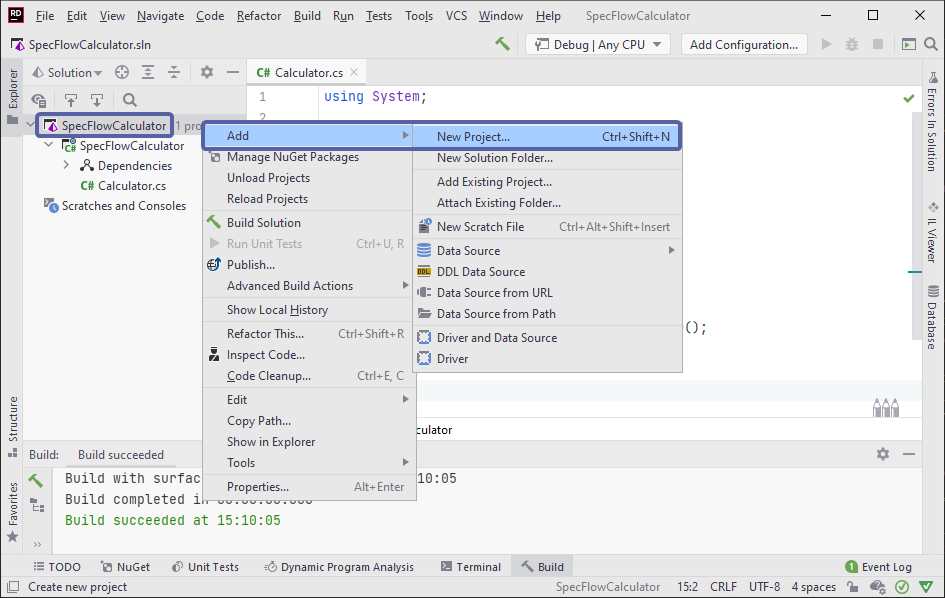 RD File Edit View Navigate Code Refactor Build Run Tests Tools VCS Window Help SpecFlowCalculator
SpecFlowCalculator.sln Debug | Any CPU Add Configuration...
Explorer
Solution
C# Calculator.cs
1 using System;
2
SpecFlowCalculator 1 pro
SpecFlowCalculator
Dependencies
C# Calculator.cs
Scratches and Consoles
Add
Manage NuGet Packages
Unload Projects
Reload Projects
Build Solution
Run Unit Tests Ctrl+U, R
Publish...
Advanced Build Actions
Show Local History
Refactor This... Ctrl+Shift+R
Inspect Code...
Code Cleanup... Ctrl+E, C
Edit
Copy Path...
Show in Explorer
Tools
Properties... Alt+Enter
New Project... Ctrl+Shift+N
New Solution Folder...
Add Existing Project...
Attach Existing Folder...
New Scratch File Ctrl+Alt+Shift+Insert
Data Source
DDL Data Source
Data Source from URL
Data Source from Path
Driver and Data Source
Driver
();
culator
Errors In Solution
IL Viewer
Database
Structure
Favorites
Build: Build succeeded
Build with surfac 10:05
Build completed in 00:00:00.003
Build succeeded at 15:10:05
TODO NuGet Unit Tests Dynamic Program Analysis Terminal Build 1 Event Log
Create new project SpecFlowCalculator 15:2 CRLF UTF-8 4 spaces